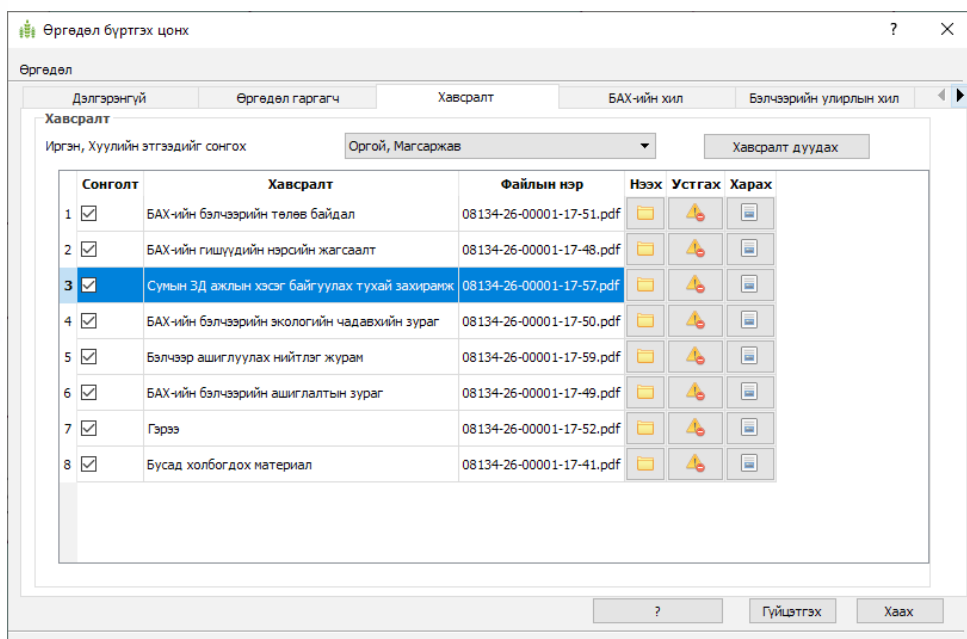 Өргөдөл бүртгэх цонх ?
Өргөдөл
Дэлгэрэнгүй Өргөдөл гаргагч Хавсралт БАХ-ийн хил Бэлчээрийн улирлын хил
Хавсралт
Иргэн, Хуулийн этгээдийг сонгох Оргой, Магсаржав Хавсралт дуудах
Сонголт Хавсралт Файлын нэр Нээх Устгах Харах
1 БАХ-ийн бэлчээрийн төлөв байдал 08134-26-00001-17-51.pdf
2 БАХ-ийн гишүүдийн нэрсийн жагсаалт 08134-26-00001-17-48.pdf
3 Сумын ЗД ажлын хэсэг байгуулах тухай захирамж 08134-26-00001-17-57.pdf
4 БАХ-ийн бэлчээрийн экологийн чадавхийн зураг 08134-26-00001-17-50.pdf
5 Бэлчээр ашиглуулах нийтлэг журам 08134-26-00001-17-59.pdf
6 БАХ-ийн бэлчээрийн ашиглалтын зураг 08134-26-00001-17-49.pdf
7 Гэрээ 08134-26-00001-17-52.pdf
8 Бусад холбогдох материал 08134-26-00001-17-41.pdf
? Гүйцэтгэх Хаах